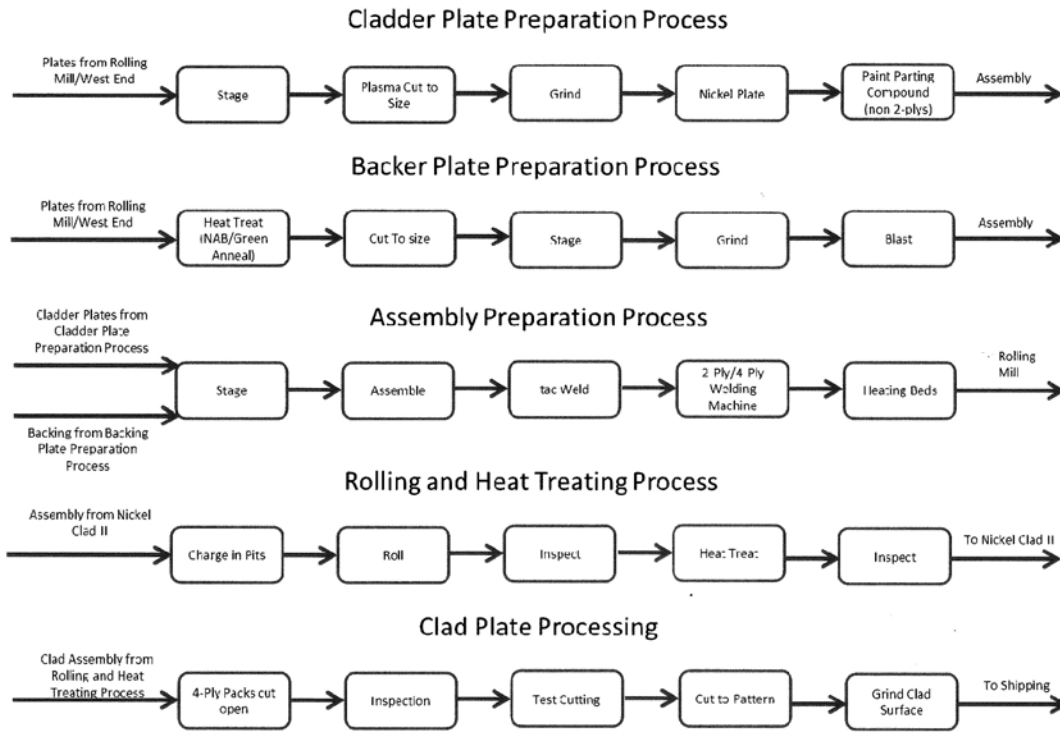 Cladder Plate Preparation Process
Plates from Rolling
Mill/West End
Stage
Plasma Cut to
Size
Grind
Nickel Plate
Paint Parting
Compound
(non 2-plys)
Assembly
Backer Plate Preparation Process
Plates from Rolling
Mill/West End
Heat Treat
(NAB/Green
Anneal)
Cut To size
Stage
Grind
Blast
Assembly
Assembly Preparation Process
Cladder Plates from
Cladder Plate
Preparation Process
Backing from Backing
Plate Preparation
Process
Stage
Assemble
tac Weld
2 Ply/4 Ply
Welding
Machine
Heating Beds
Rolling
Mill
Rolling and Heat Treating Process
Assembly from Nickel
Clad II
Charge in Pits
Roll
Inspect
Heat Treat
Inspect
To Nickel Clad II
Clad Plate Processing
Clad Assembly from
Rolling and Heat
Treating Process
4-Ply Packs cut
open
Inspection
Test Cutting
Cut to Pattern
Grind Clad
Surface
To Shipping